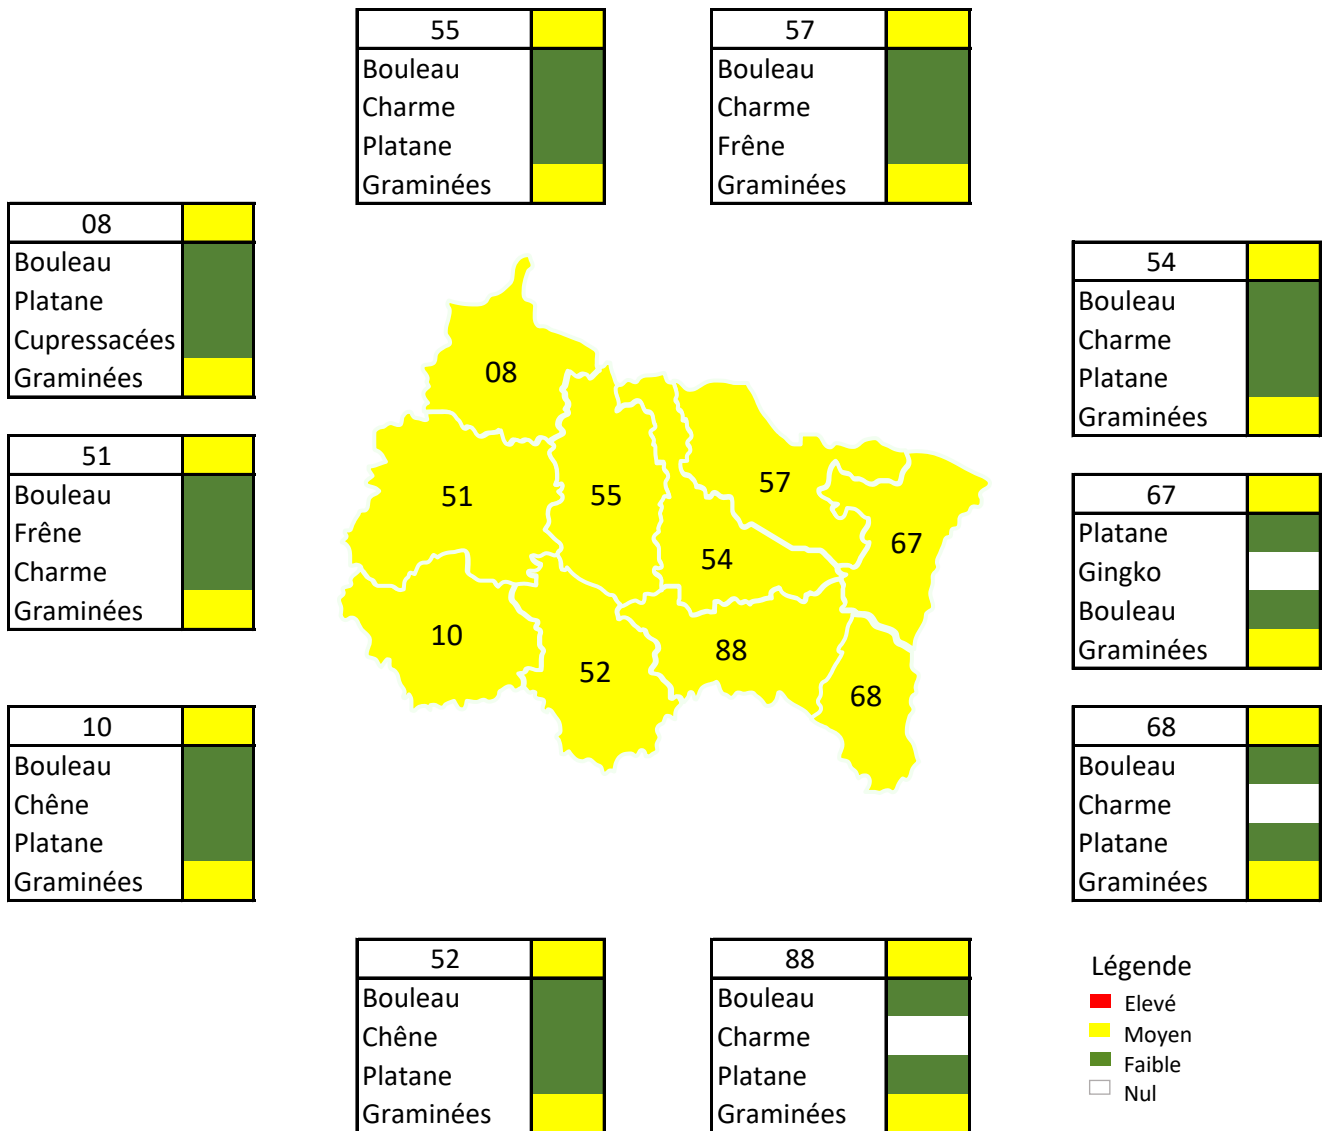 55
Bouleau
Charme
Platane
Graminées
57
Bouleau
Charme
Frêne
Graminées
08
Bouleau
Platane
Cupressacées
Graminées
54
Bouleau
Charme
Platane
Graminées
51
Bouleau
Frêne
Charme
Graminées
67
Platane
Gingko
Bouleau
Graminées
10
Bouleau
Chêne
Platane
Graminées
68
Bouleau
Charme
Platane
Graminées
52
Bouleau
Chêne
Platane
Graminées
88
Bouleau
Charme
Platane
Graminées
08
51
55
57
67
54
10
52
88
68
Légende
Elevé
Moyen
Faible
Nul